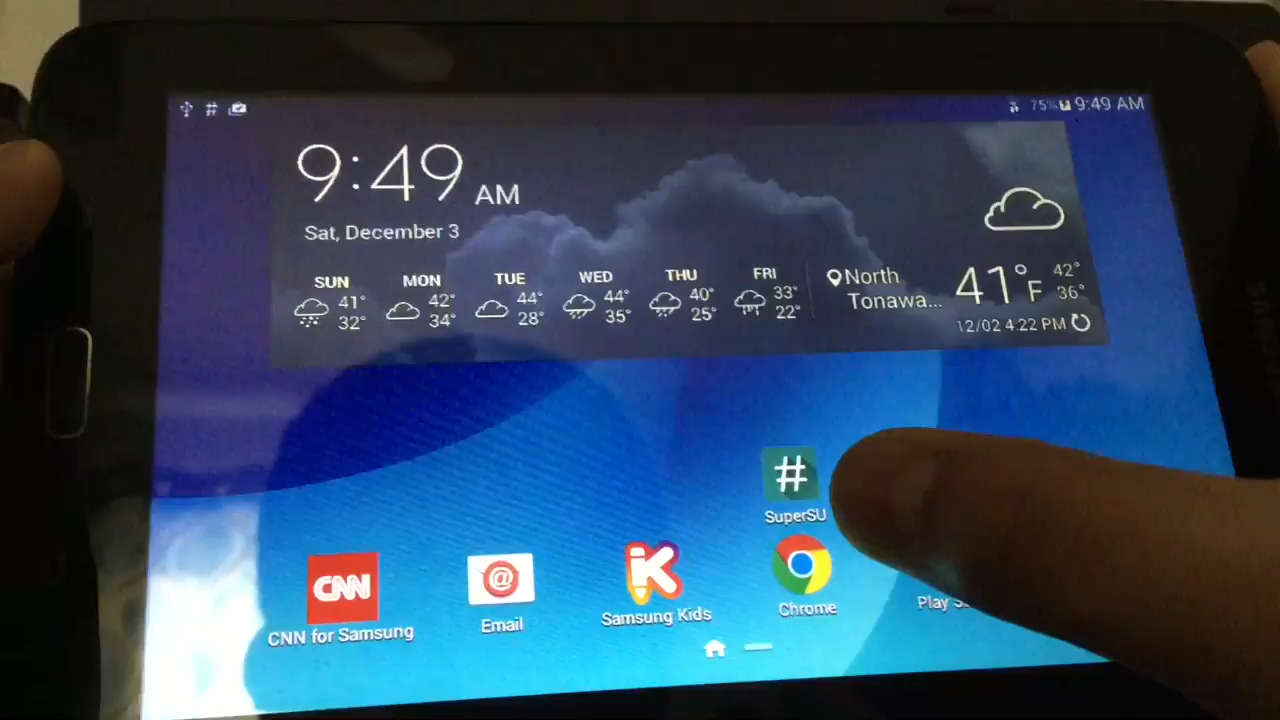 # 75% 9:49 AM
9:49 AM
Sat, December 3
SUN MON TUE WED THU FRI
41° 42° 44° 44° 40° 33°
32° 34° 28° 35° 25° 22°
North
Tonawa...
41°F 42°
36°
12/02 4:22 PM
#
SuperSU
CNN
@
K
CNN for Samsung
Email
Samsung Kids
Chrome
Play